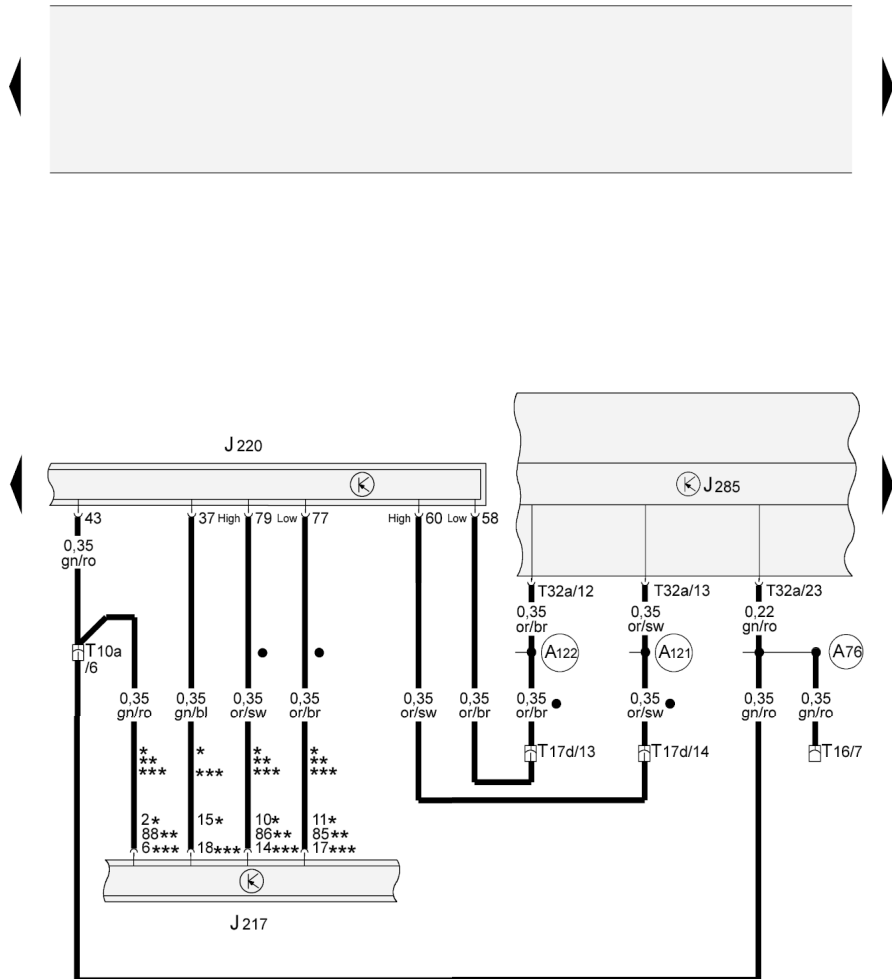 J 220
J 285
43
37 High 79 Low 77
High 60 Low 58
T32a/12 T32a/13 T32a/23
0,35
gn/ro
0,35
or/br
0,35
or/sw
0,22
gn/ro
T10a
/6
A122
A121
A76
0,35
gn/ro
0,35
gn/bl
0,35
or/sw
0,35
or/br
0,35
or/sw
0,35
or/br
0,35
or/br
0,35
or/sw
0,35
gn/ro
0,35
gn/ro
T17d/13
T17d/14
T16/7
* * * *
** ** **
*** *** *** ***
2* 15* 10* 11*
88** 86** 85**
6*** 18*** 14*** 17***
J 217